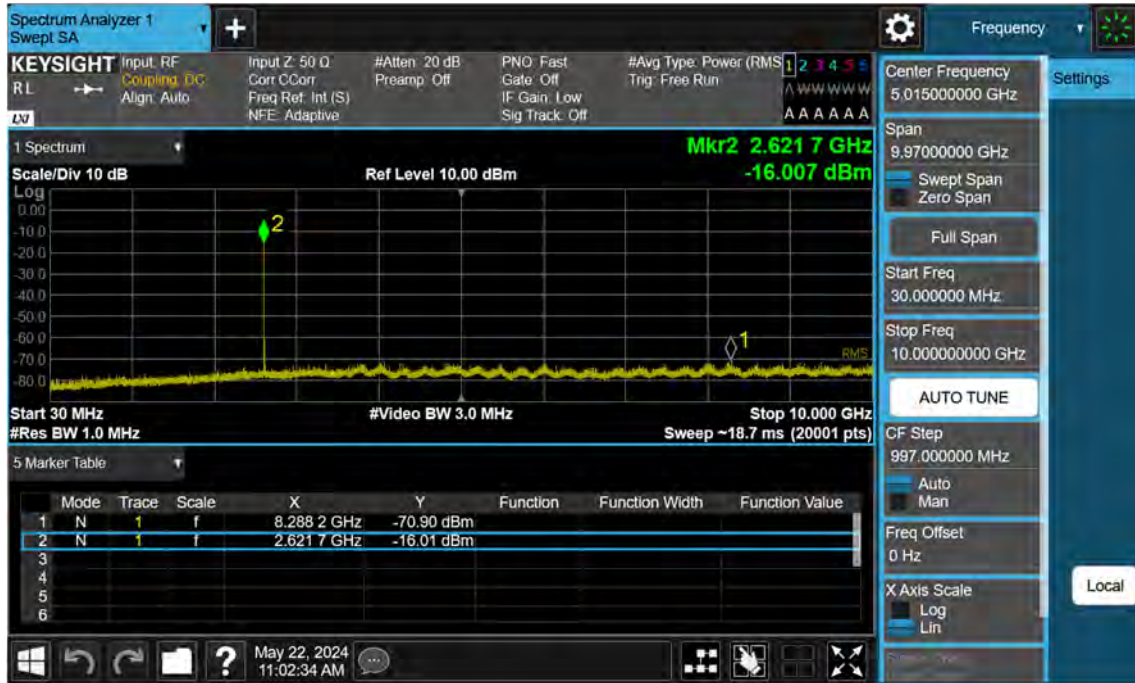 Spectrum Analyzer 1
Swept SA
+
Frequency
KEYSIGHT
RL
LXI
Input: RF
Coupling: DC
Align: Auto
Input Z: 50 Ω
Corr CCorr
Freq Ref: Int (S)
NFE: Adaptive
#Atten: 20 dB
Preamp: Off
PNO: Fast
Gate: Off
IF Gain: Low
Sig Track: Off
#Avg Type: Power (RMS
Trig: Free Run
1 2 3 4 5 6
A W W W W W
A A A A A A
Center Frequency
5.015000000 GHz
Settings
1 Spectrum
Mkr2 2.621 7 GHz
Scale/Div 10 dB
Ref Level 10.00 dBm
-16.007 dBm
Span
9.97000000 GHz
Swept Span
Zero Span
Full Span
Log
0.00
-10.0
-20.0
-30.0
-40.0
-50.0
-60.0
-70.0
-80.0
2
1
RMS
Start Freq
30.000000 MHz
Stop Freq
10.000000000 GHz
AUTO TUNE
Start 30 MHz
#Video BW 3.0 MHz
Stop 10.000 GHz
#Res BW 1.0 MHz
Sweep ~18.7 ms (20001 pts)
CF Step
997.000000 MHz
Auto
Man
5 Marker Table
Mode Trace Scale X Y Function Function Width Function Value
1 N 1 f 8.288 2 GHz -70.90 dBm
2 N 1 f 2.621 7 GHz -16.01 dBm
3
4
5
6
Freq Offset
0 Hz
X Axis Scale
Log
Lin
Local
?
May 22, 2024
11:02:34 AM